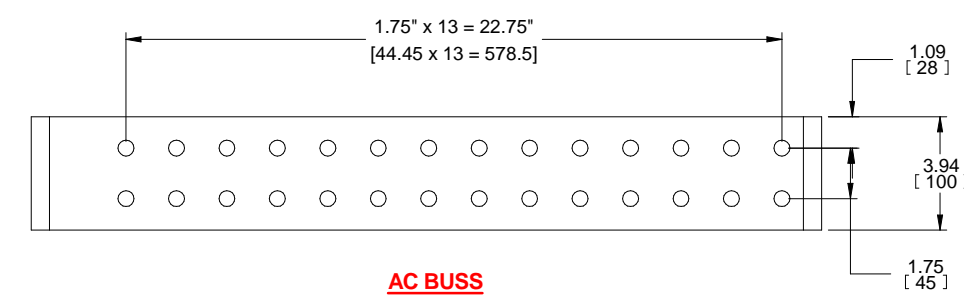 1.75" x 13 = 22.75"
[44.45 x 13 = 578.5]
1.09
[ 28 ]
3.94
[ 100 ]
1.75
[ 45 ]
AC BUSS